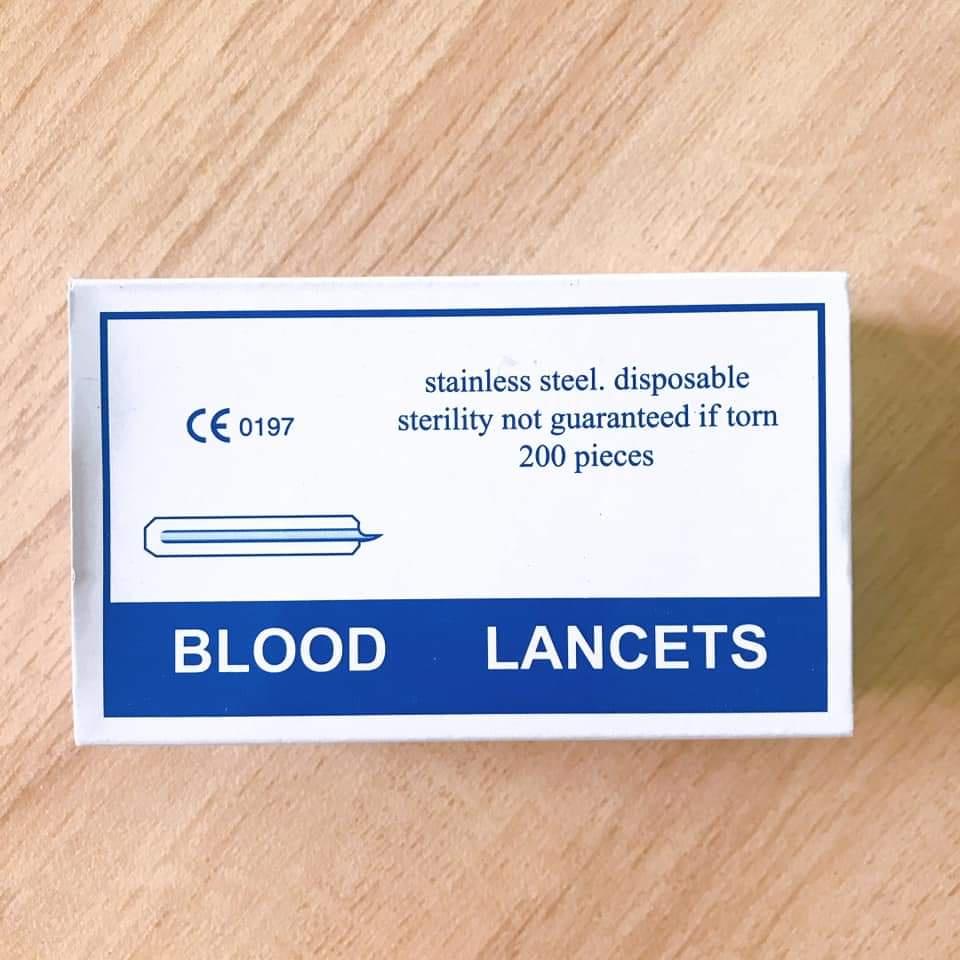 CE 0197
stainless steel. disposable
sterility not guaranteed if torn
200 pieces
BLOOD LANCETS